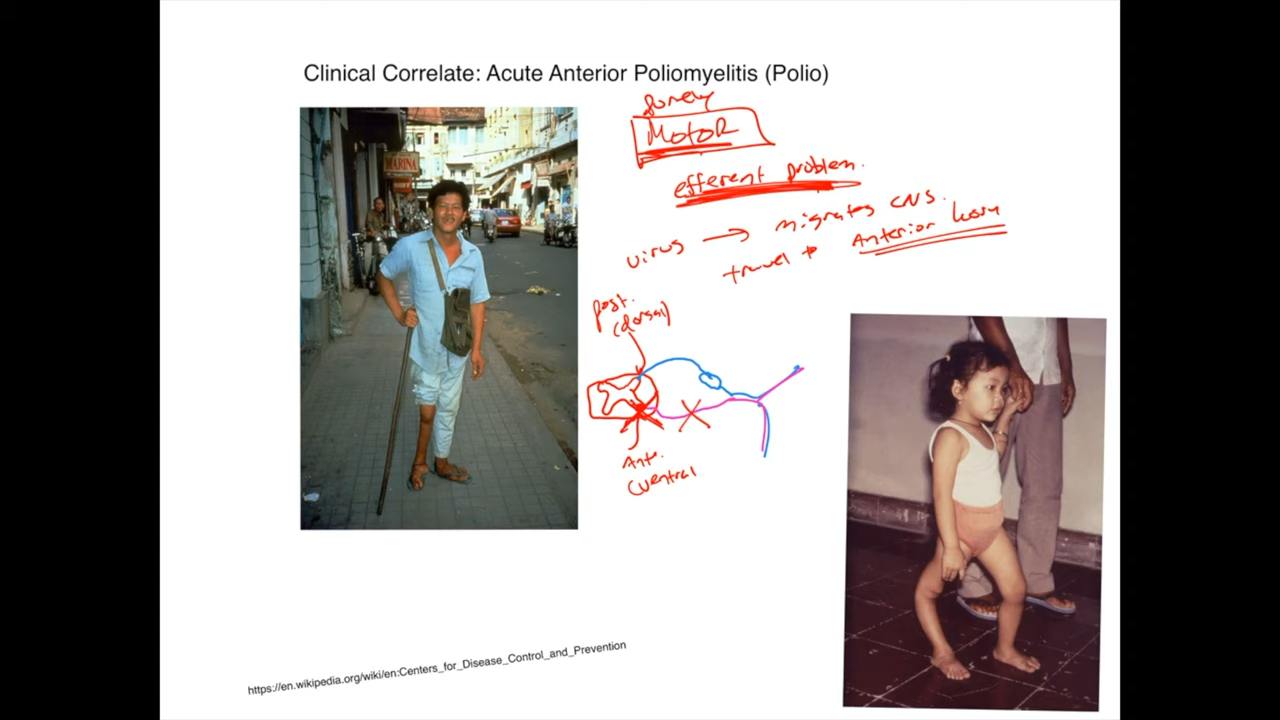 Clinical Correlate: Acute Anterior Poliomyelitis (Polio)
purely
MOTOR
efferent problem.
virus → migrates CNS.
travel to Anterior horn
post.
(dorsal)
Ant.
(ventral
MARINA
https://en.wikipedia.org/wiki/en:Centers_for_Disease_Control_and_Prevention